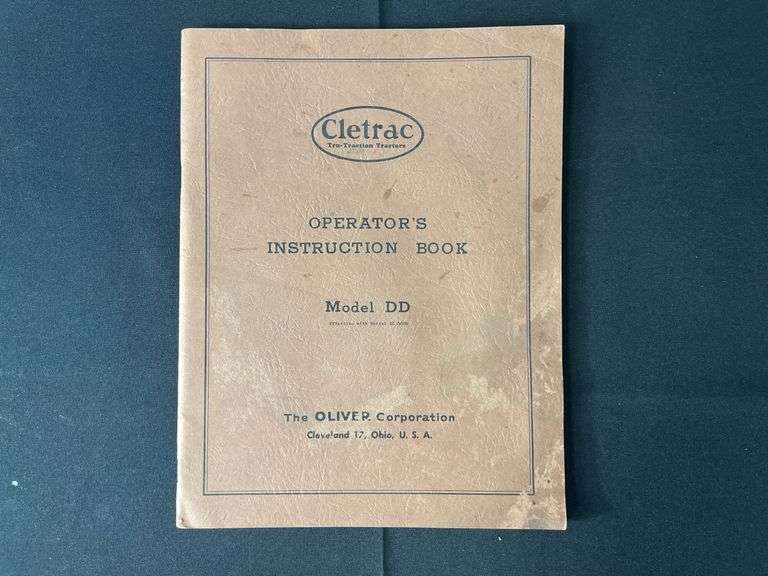 Cletrac
Tru-Traction Tractors
OPERATOR'S
INSTRUCTION BOOK
Model DD
The OLIVER Corporation
Cleveland 17, Ohio, U. S. A.